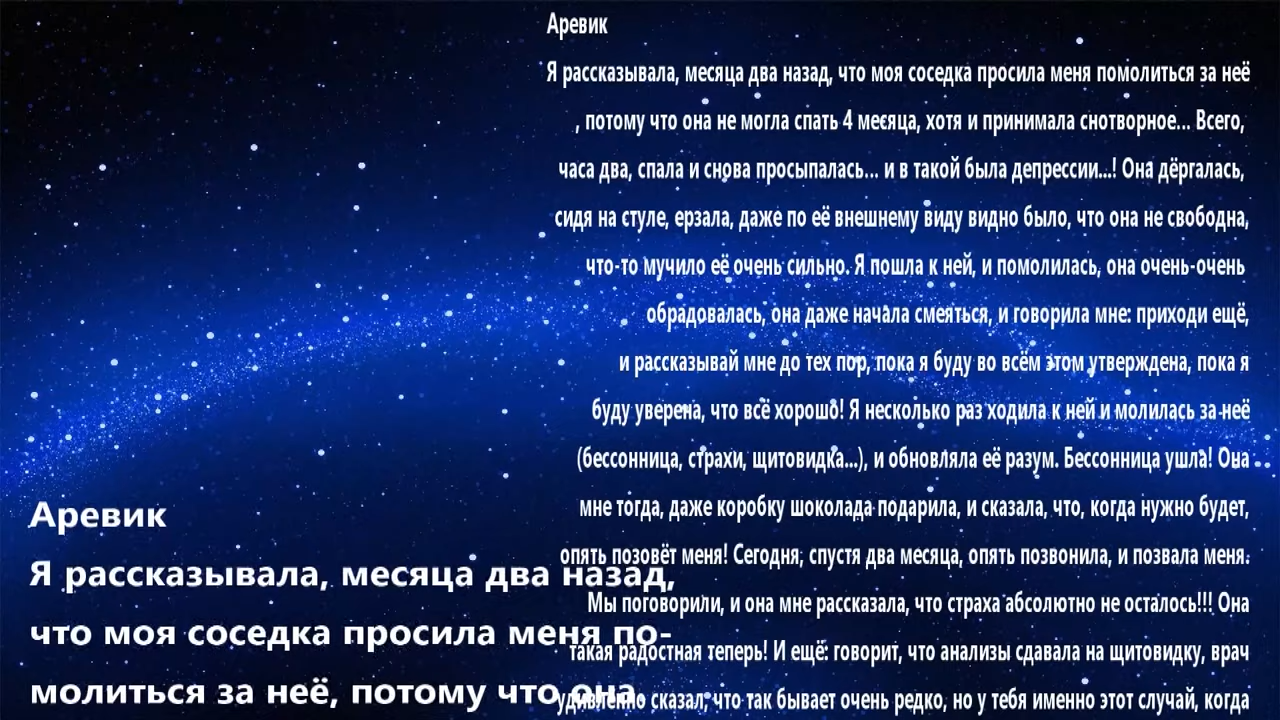 Аревик
Я рассказывала, месяца два назад, что моя соседка просила меня помолиться за неё
, потому что она не могла спать 4 месяца, хотя и принимала снотворное... Всего,
часа два, спала и снова просыпалась... и в такой была депрессии...! Она дёргалась,
сидя на стуле, ерзала, даже по её внешнему виду видно было, что она не свободна,
что-то мучило её очень сильно. Я пошла к ней, и помолилась, она очень-очень
обрадовалась, она даже начала смеяться, и говорила мне: приходи ещё,
и рассказывай мне до тех пор, пока я буду во всём этом утверждена, пока я
буду уверена, что всё хорошо! Я несколько раз ходила к ней и молилась за неё
(бессонница, страхи, щитовидка...), и обновляла её разум. Бессонница ушла! Она
мне тогда, даже коробку шоколада подарила, и сказала, что, когда нужно будет,
опять позовёт меня! Сегодня, спустя два месяца, опять позвонила, и позвала меня.
Мы поговорили, и она мне рассказала, что страха абсолютно не осталось!!! Она
такая радостная теперь! И ещё: говорит, что анализы сдавала на щитовидку, врач
удивлённо сказал, что так бывает очень редко, но у тебя именно этот случай, когда
Аревик
Я рассказывала, месяца два назад,
что моя соседка просила меня по-
молиться за неё, потому что она